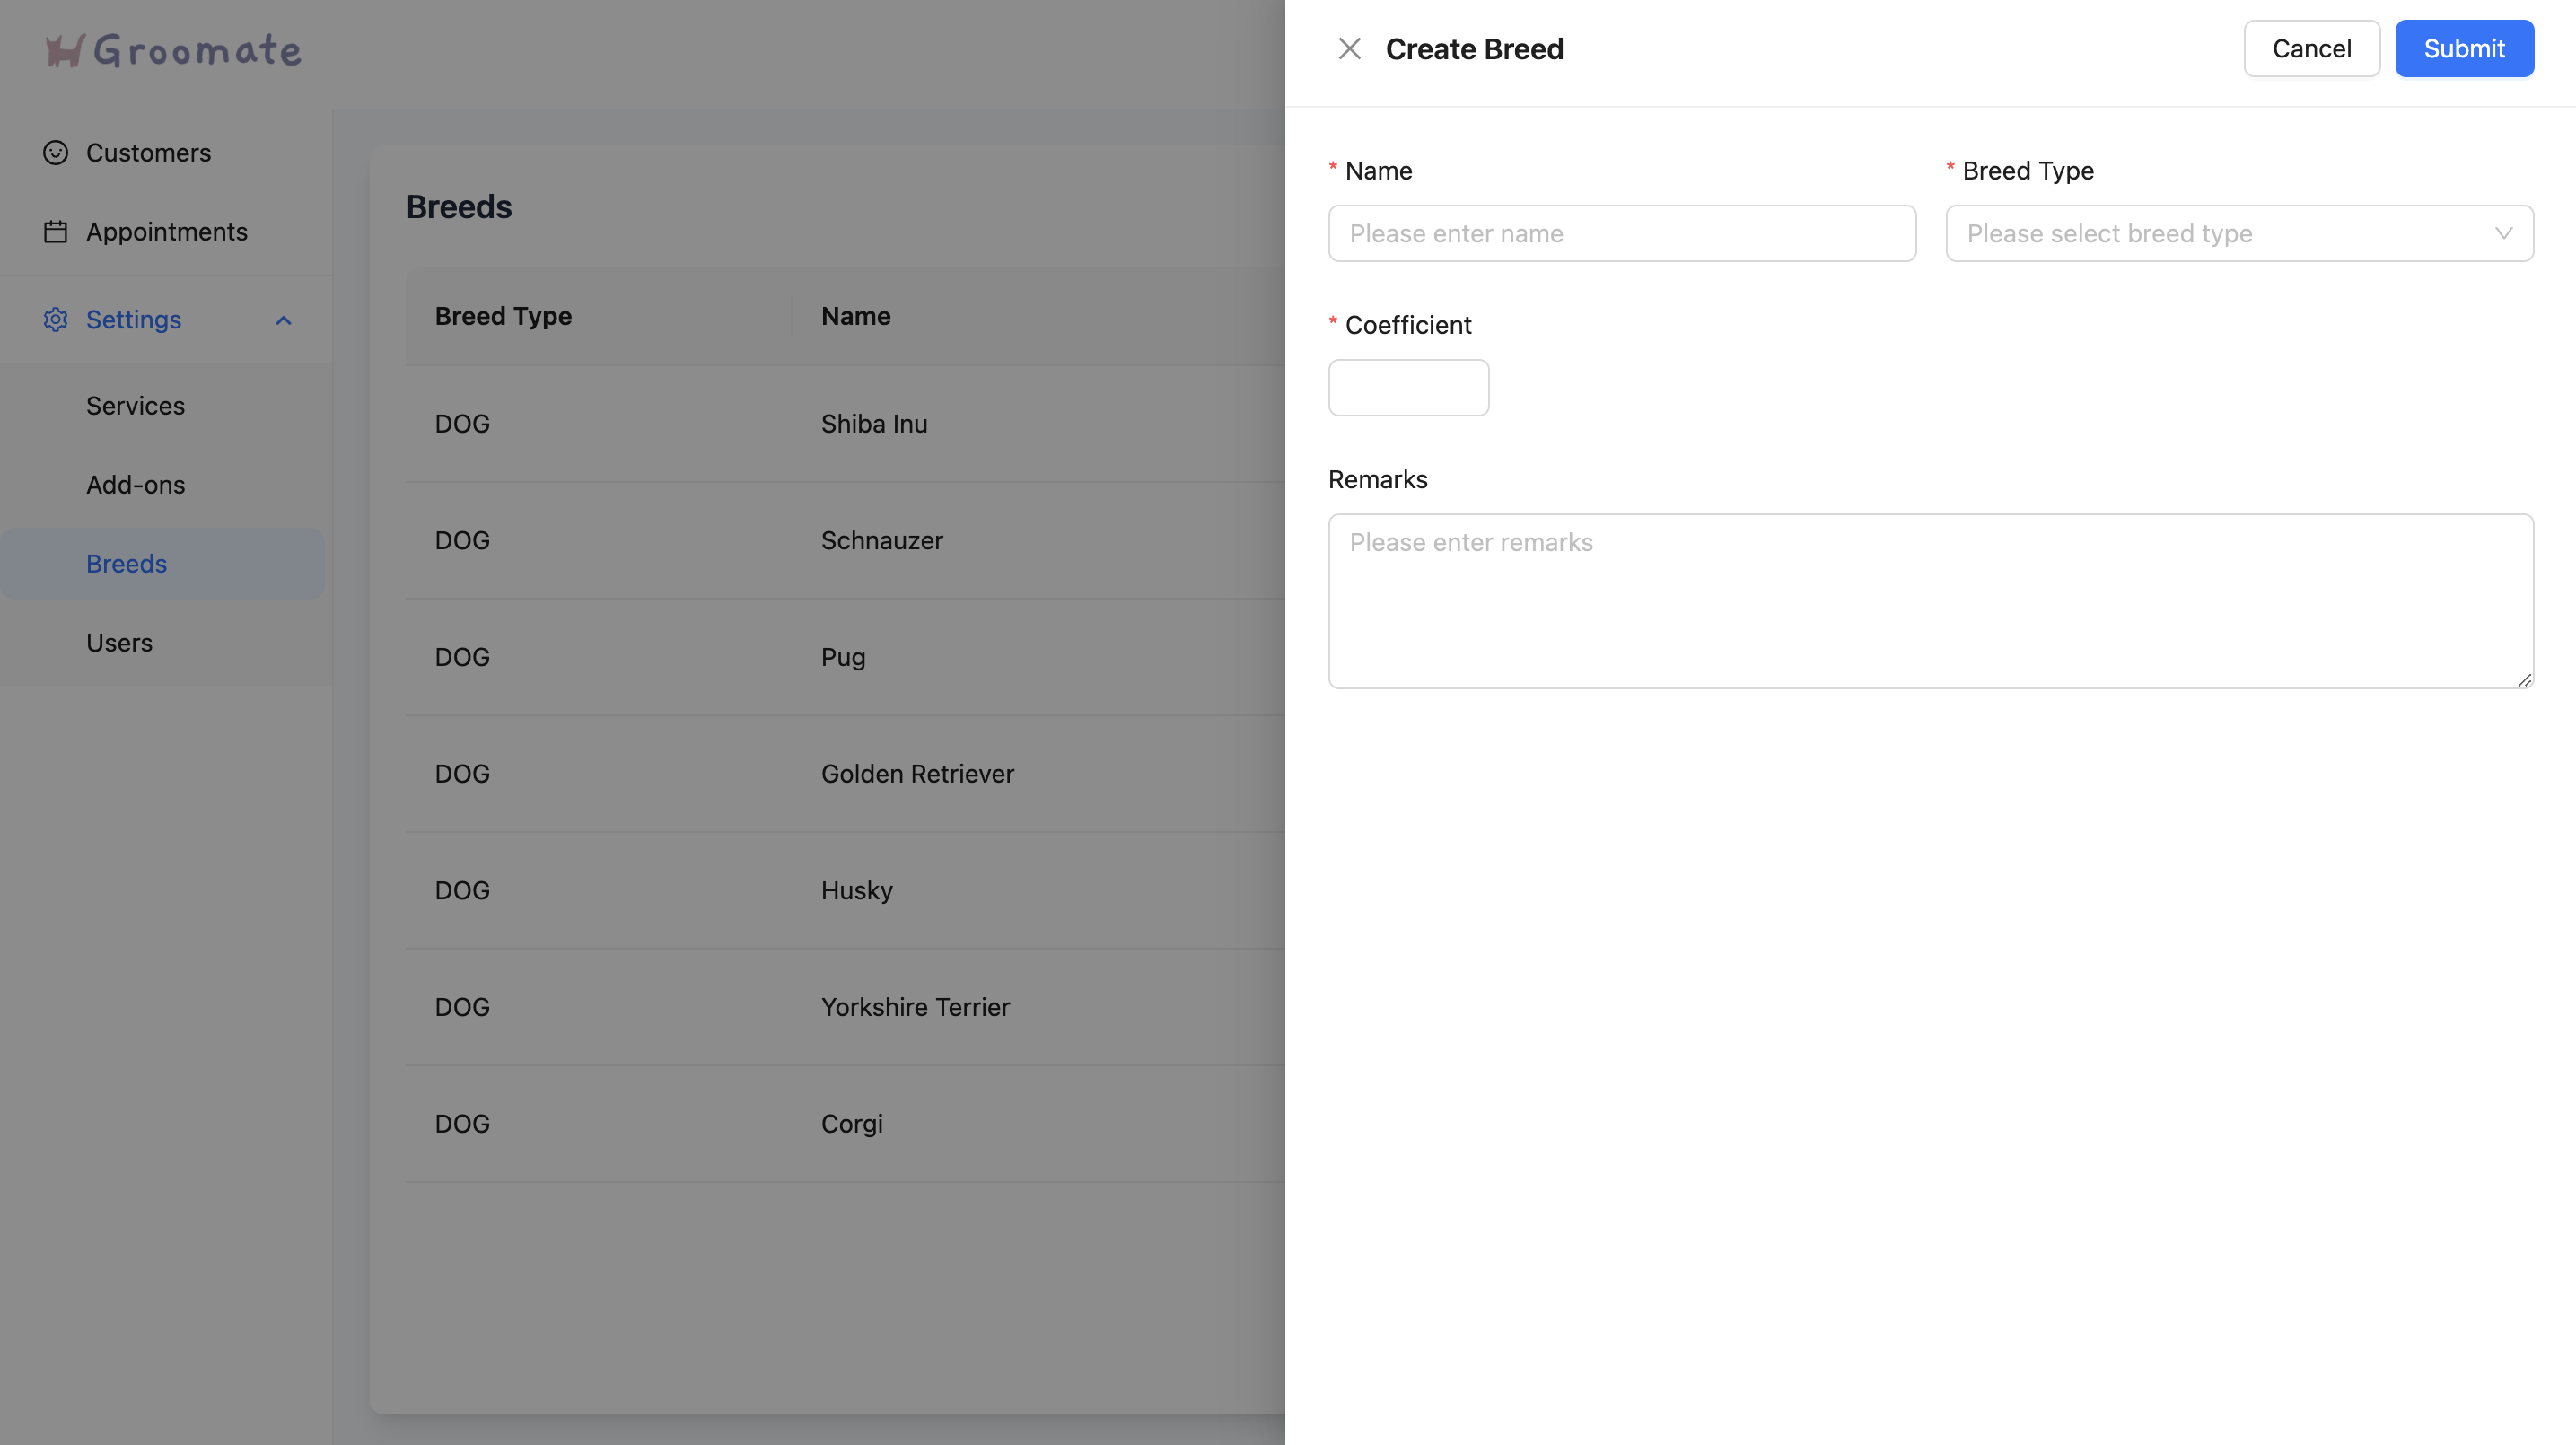 Groomate
Customers
Appointments
Settings
Services
Add-ons
Breeds
Users
Breeds
Breed Type Name
DOG Shiba Inu
DOG Schnauzer
DOG Pug
DOG Golden Retriever
DOG Husky
DOG Yorkshire Terrier
DOG Corgi
Create Breed Cancel Submit
* Name * Breed Type
Please enter name Please select breed type
* Coefficient
Remarks
Please enter remarks